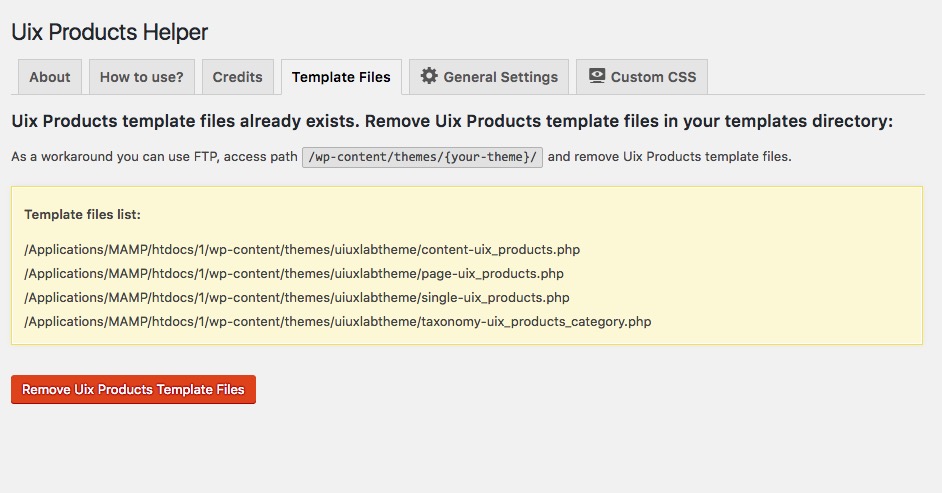 Uix Products Helper
About How to use? Credits Template Files General Settings Custom CSS
Uix Products template files already exists. Remove Uix Products template files in your templates directory:
As a workaround you can use FTP, access path /wp-content/themes/{your-theme}/ and remove Uix Products template files.
Template files list:
/Applications/MAMP/htdocs/1/wp-content/themes/uiuxlabtheme/content-uix_products.php
/Applications/MAMP/htdocs/1/wp-content/themes/uiuxlabtheme/page-uix_products.php
/Applications/MAMP/htdocs/1/wp-content/themes/uiuxlabtheme/single-uix_products.php
/Applications/MAMP/htdocs/1/wp-content/themes/uiuxlabtheme/taxonomy-uix_products_category.php
Remove Uix Products Template Files